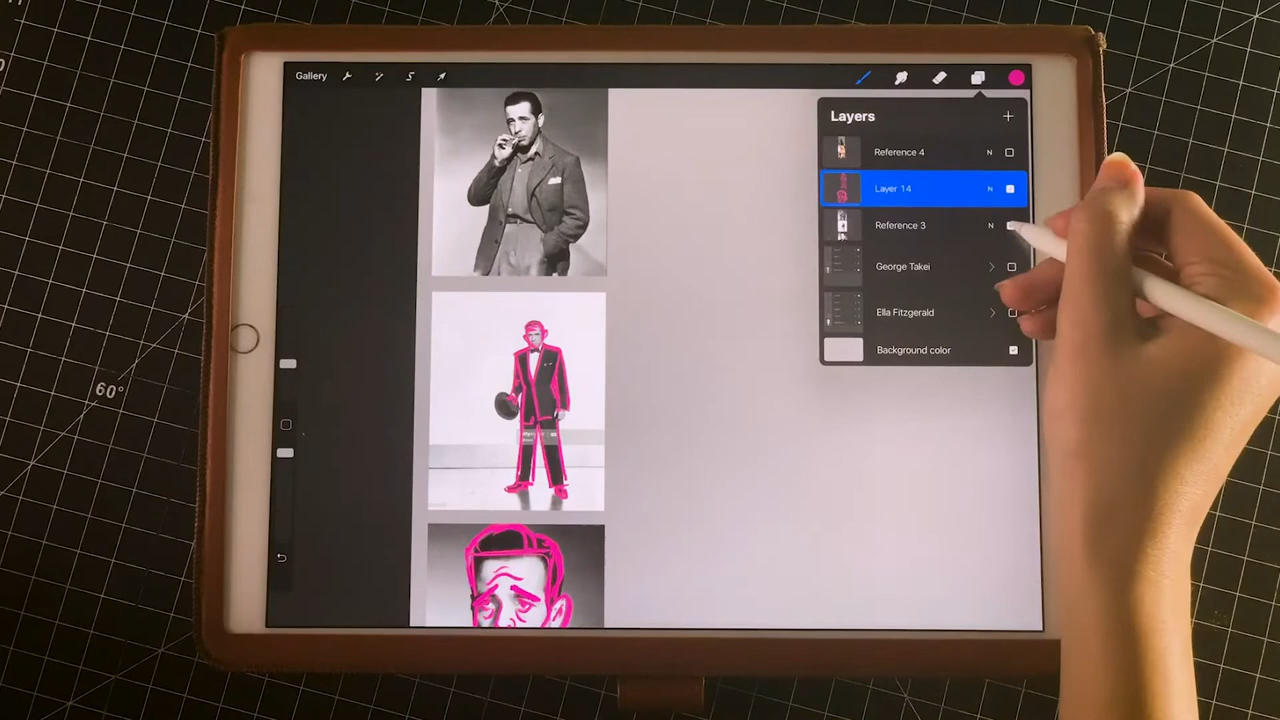 Gallery
Layers
Reference 4 N
Layer 14 N
Reference 3 N
George Takei
Ella Fitzgerald
Background color
60°